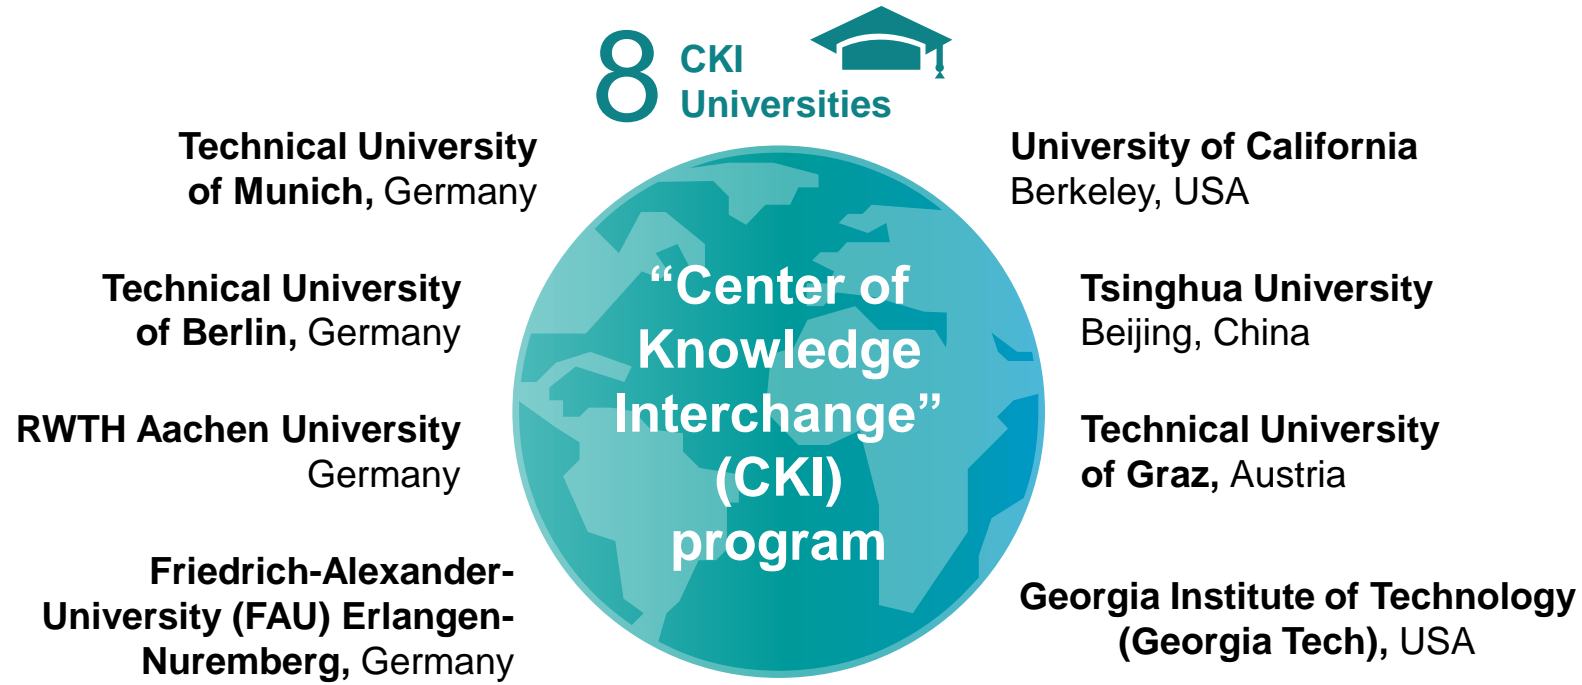 8 CKI
Universities
Technical University
of Munich, Germany
Technical University
of Berlin, Germany
RWTH Aachen University
Germany
Friedrich-Alexander-
University (FAU) Erlangen-
Nuremberg, Germany
“Center of
Knowledge
Interchange”
(CKI)
program
University of California
Berkeley, USA
Tsinghua University
Beijing, China
Technical University
of Graz, Austria
Georgia Institute of Technology
(Georgia Tech), USA